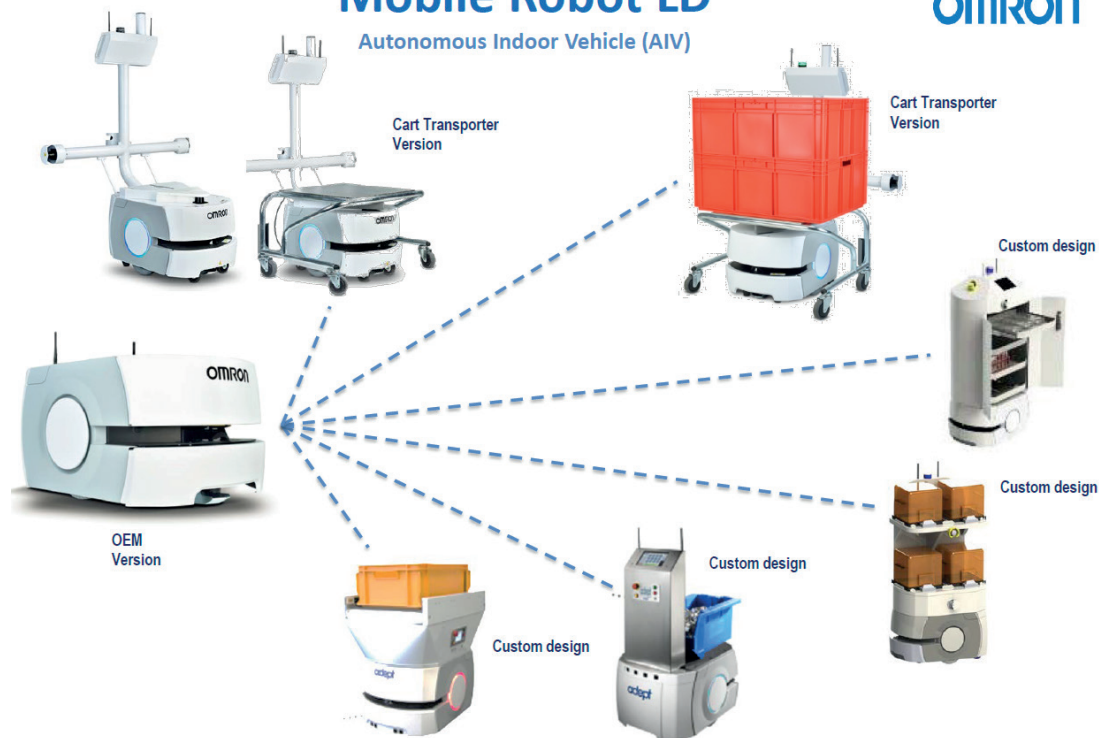 Mobile Robot LD
OMRON
Autonomous Indoor Vehicle (AIV)
Cart Transporter
Version
Cart Transporter
Version
OMRON
OMRON
Custom design
OMRON
OEM
Version
Custom design
Custom design
Custom design
adept
adept